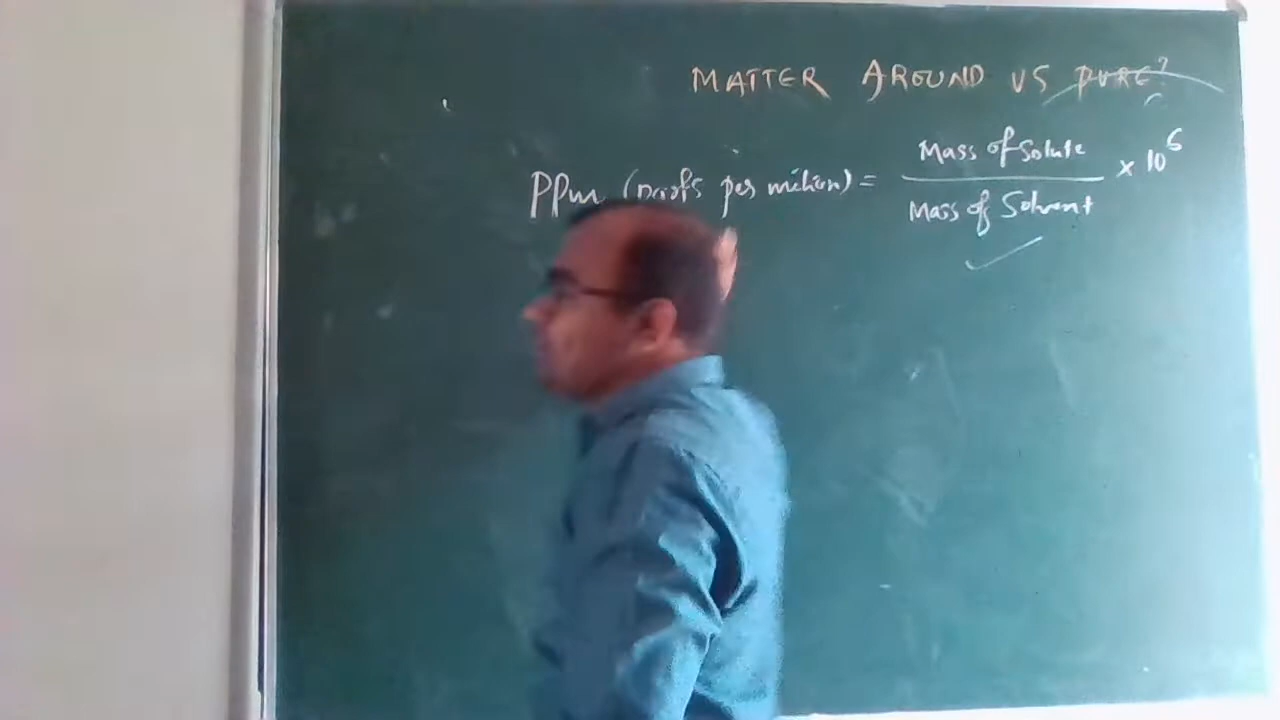 MATTER AROUND US PURE?
PPm (parts per million) = Mass of Solute / Mass of Solvent × 10⁶